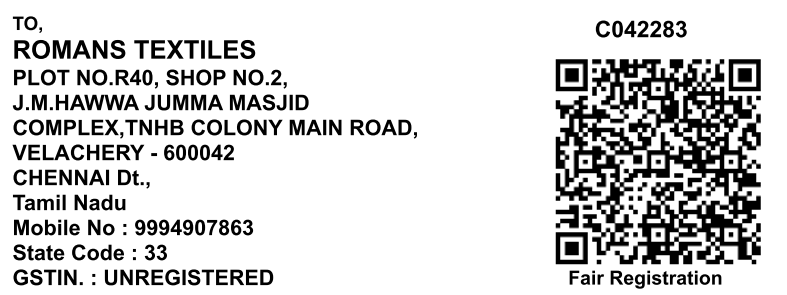 TO,
ROMANS TEXTILES
PLOT NO.R40, SHOP NO.2,
J.M.HAWWA JUMMA MASJID
COMPLEX,TNHB COLONY MAIN ROAD,
VELACHERY - 600042
CHENNAI Dt.,
Tamil Nadu
Mobile No : 9994907863
State Code : 33
GSTIN. : UNREGISTERED
C042283
Fair Registration